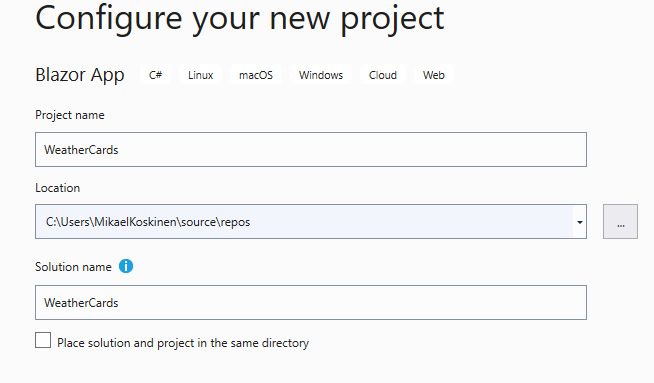 Configure your new project
Blazor App C# Linux macOS Windows Cloud Web
Project name
WeatherCards
Location
C:\Users\MikaelKoskinen\source\repos
...
Solution name
WeatherCards
Place solution and project in the same directory